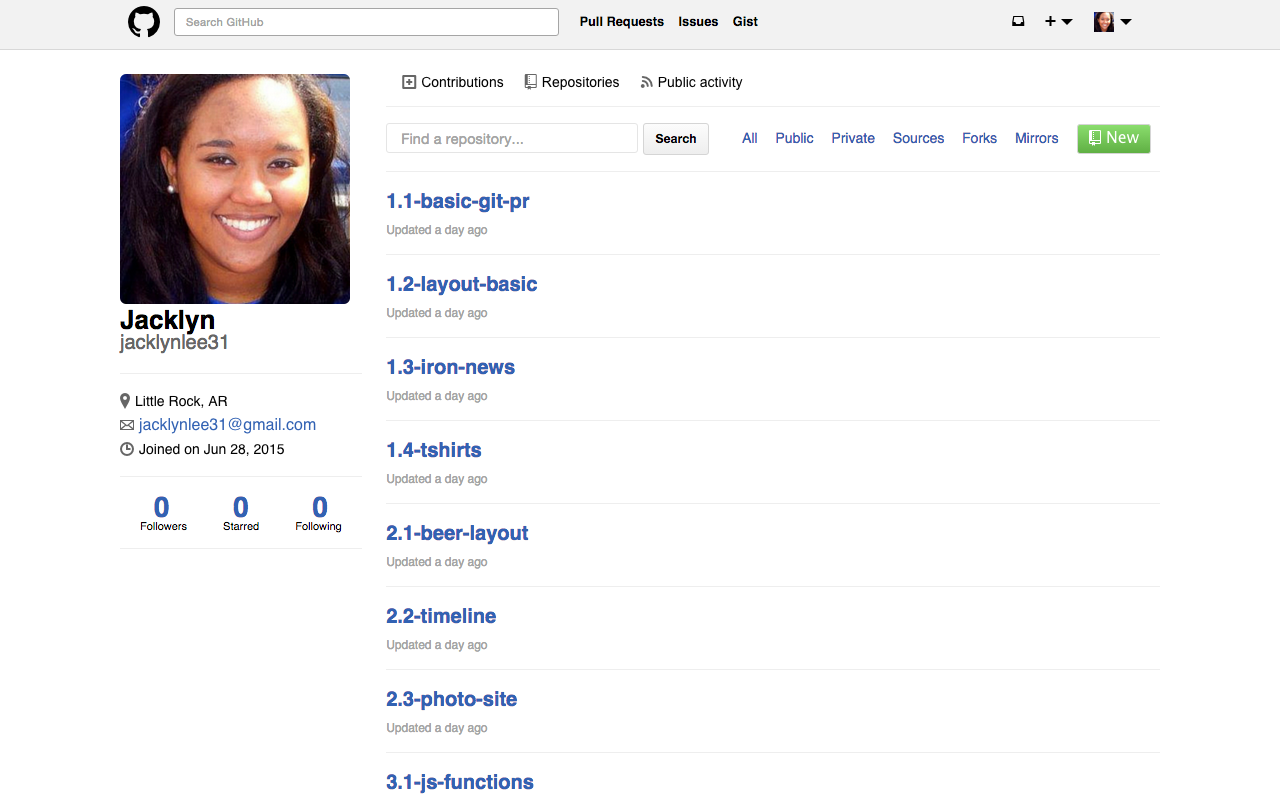 Search GitHub Pull Requests Issues Gist
Contributions Repositories Public activity
Find a repository... Search All Public Private Sources Forks Mirrors New
Jacklyn
jacklynlee31
Little Rock, AR
jacklynlee31@gmail.com
Joined on Jun 28, 2015
0 0 0
Followers Starred Following
1.1-basic-git-pr
Updated a day ago
1.2-layout-basic
Updated a day ago
1.3-iron-news
Updated a day ago
1.4-tshirts
Updated a day ago
2.1-beer-layout
Updated a day ago
2.2-timeline
Updated a day ago
2.3-photo-site
Updated a day ago
3.1-js-functions